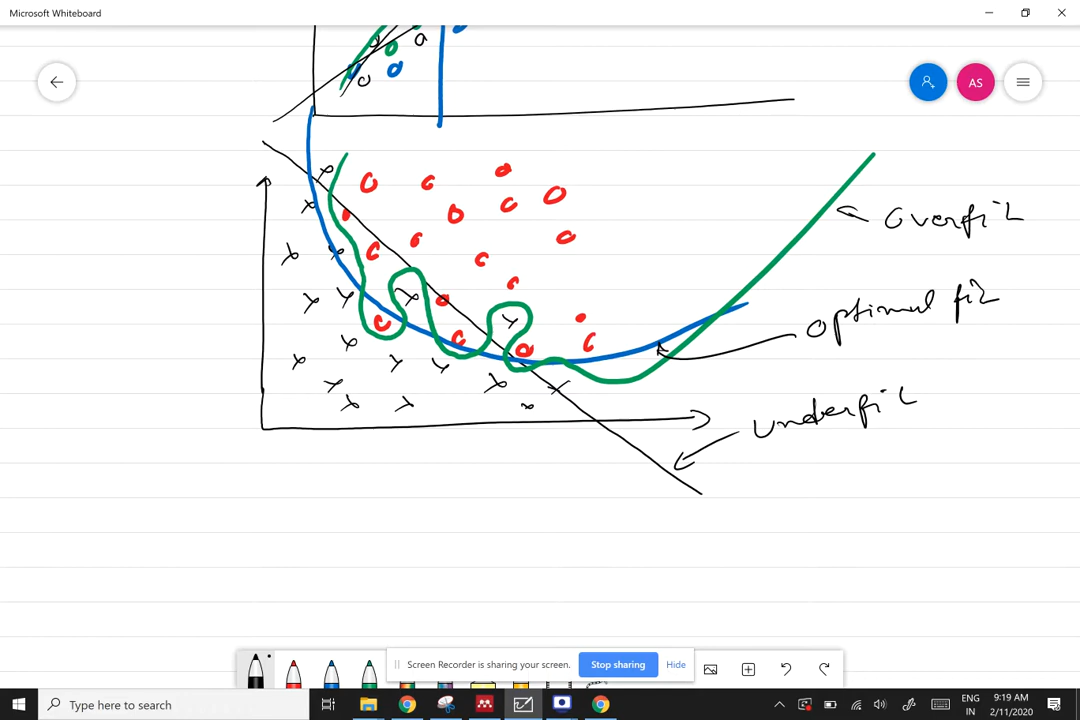 Microsoft Whiteboard
AS
overfit
optimal fit
underfit
Screen Recorder is sharing your screen.
Stop sharing
Hide
Type here to search
ENG
IN
9:19 AM
2/11/2020